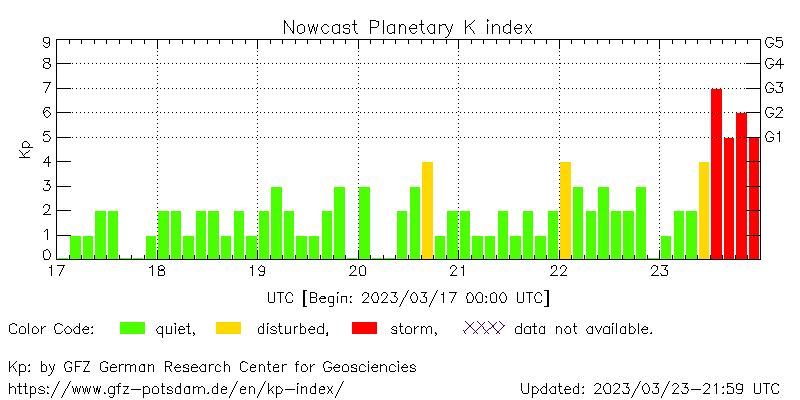 Nowcast Planetary K index
9 G5
8 G4
7 G3
6 G2
5 G1
Kp
4
3
2
1
0
17 18 19 20 21 22 23
UTC [Begin: 2023/03/17 00:00 UTC]
Color Code: quiet, disturbed, storm, data not available.
Kp: by GFZ German Research Center for Geosciencies
https://www.gfz-potsdam.de/en/kp-index/ Updated: 2023/03/23-21:59 UTC